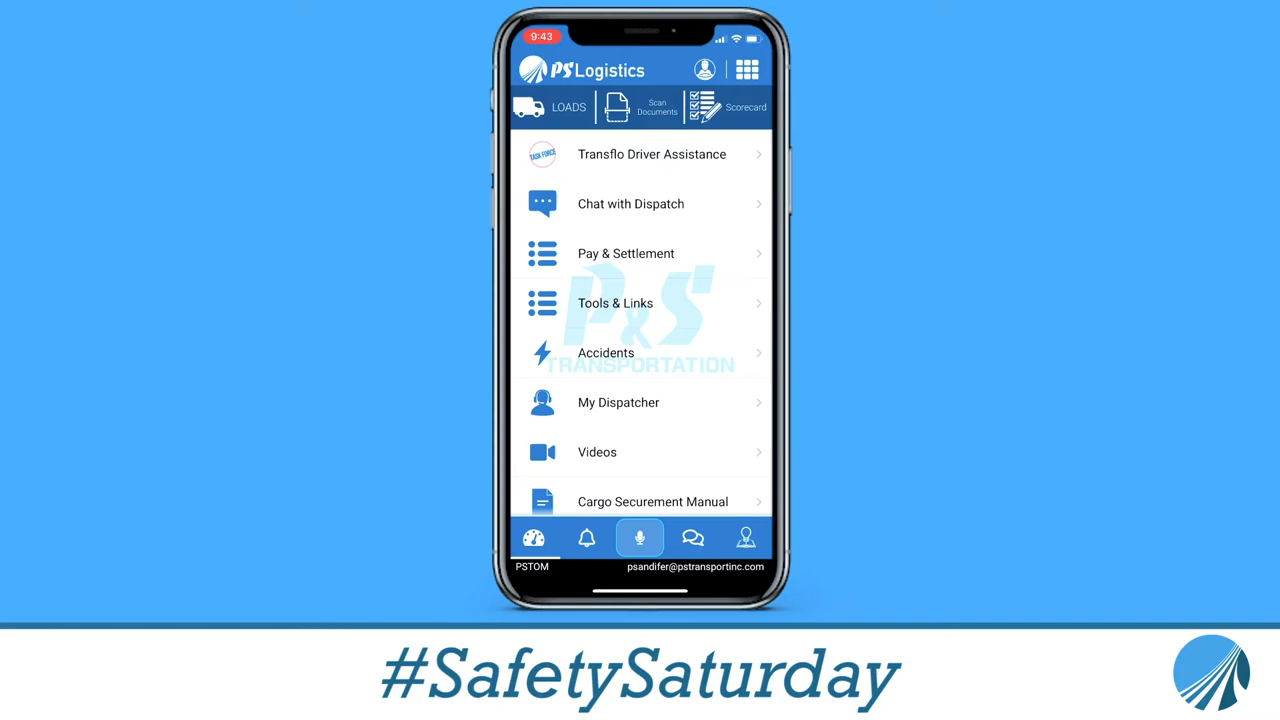 9:43
PS Logistics
LOADS
Scan
Documents
Scorecard
TASK FORCE
Transflo Driver Assistance
Chat with Dispatch
Pay & Settlement
P&S
Tools & Links
Accidents
TRANSPORTATION
My Dispatcher
Videos
Cargo Securement Manual
PSTOM
psandifer@pstransportinc.com
#SafetySaturday